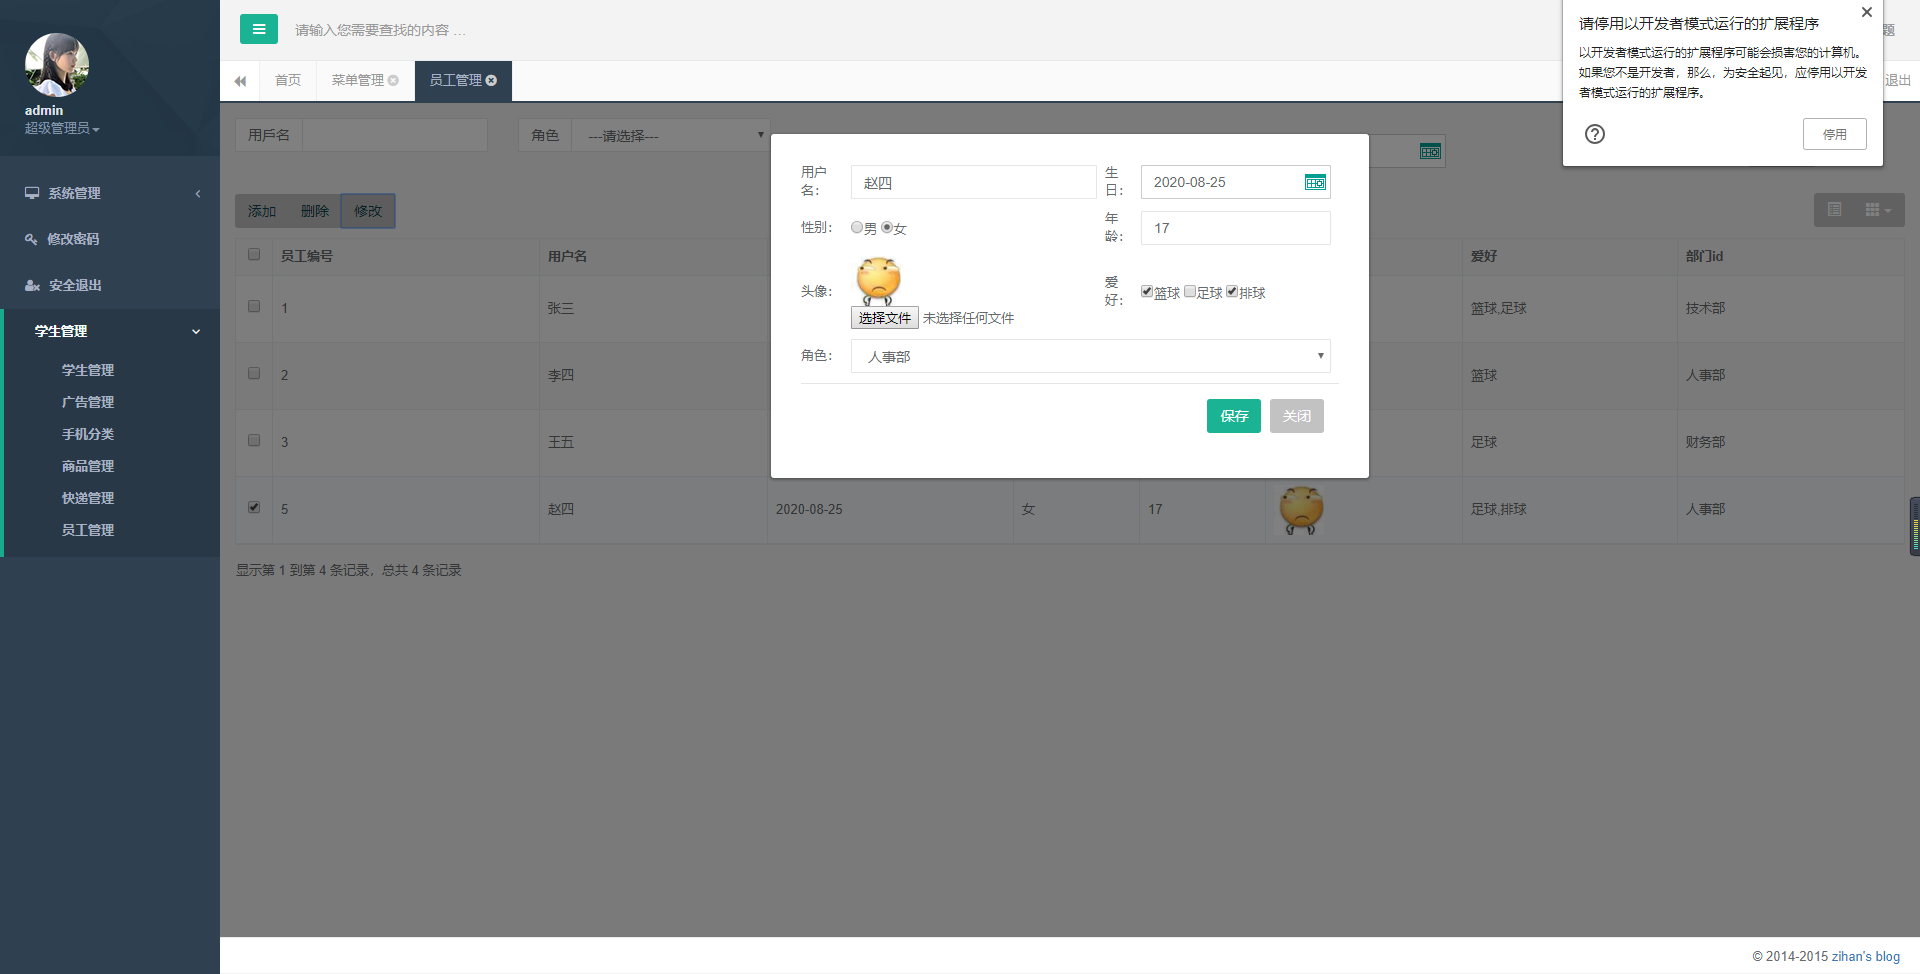 admin
超级管理员
系统管理
修改密码
安全退出
学生管理
学生管理
广告管理
手机分类
商品管理
快递管理
员工管理
请输入您需要查找的内容 …
题
首页
菜单管理
员工管理
退出
请停用以开发者模式运行的扩展程序
以开发者模式运行的扩展程序可能会损害您的计算机。
如果您不是开发者，那么，为安全起见，应停用以开发
者模式运行的扩展程序。
停用
用戶名
角色
---请选择---
添加
删除
修改
员工编号 用户名 爱好 部门id
1 张三 篮球,足球 技术部
2 李四 篮球 人事部
3 王五 足球 财务部
5 赵四 2020-08-25 女 17 足球,排球 人事部
显示第 1 到第 4 条记录，总共 4 条记录
用户名：
赵四
生日：
2020-08-25
性别：
男 女
年龄：
17
头像：
选择文件 未选择任何文件
爱好：
篮球 足球 排球
角色：
人事部
保存
关闭
© 2014-2015 zihan's blog